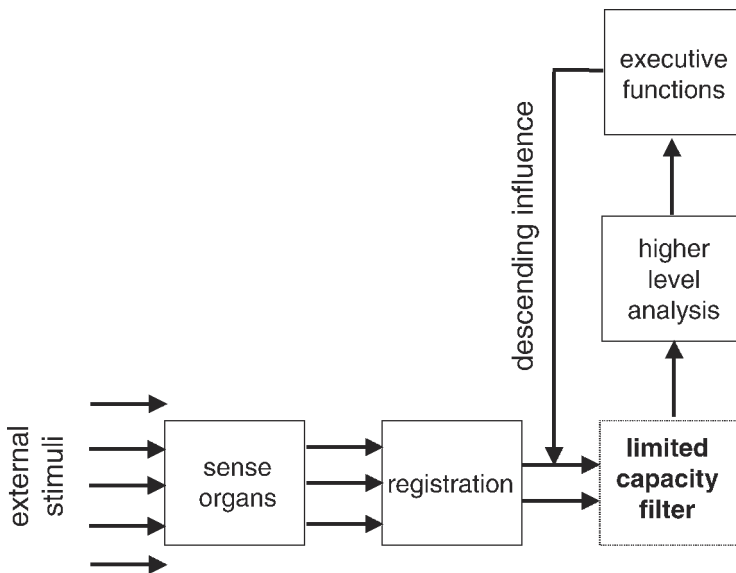 executive
functions
descending influence
higher
level
analysis
external
stimuli
sense
organs
registration
limited
capacity
filter